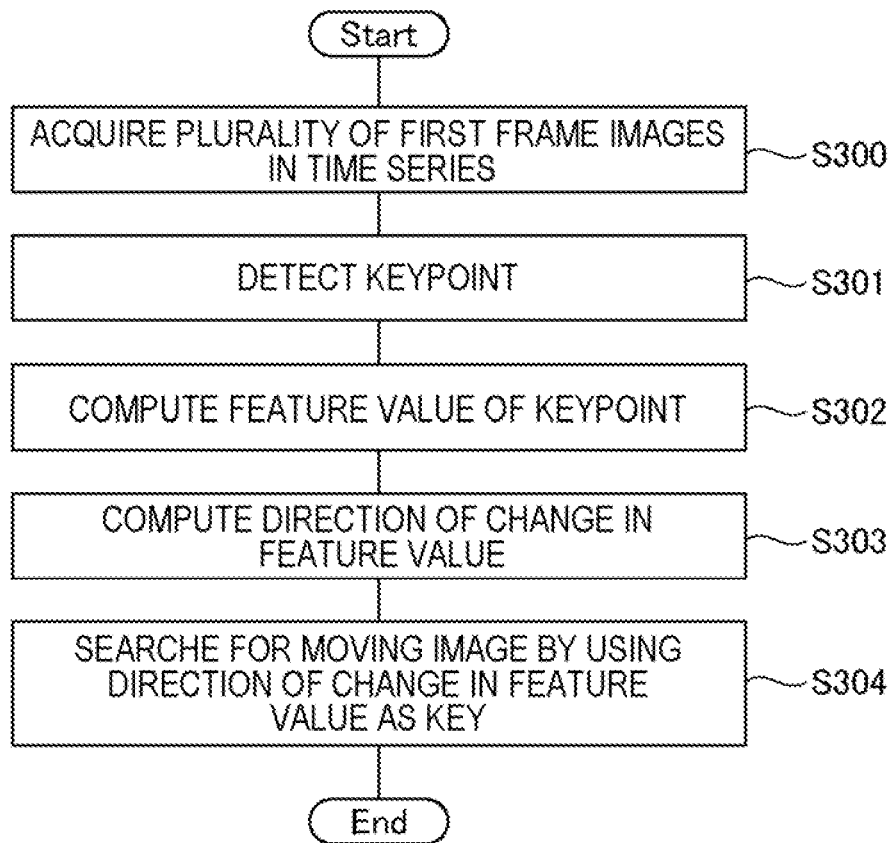 Start
ACQUIRE PLURALITY OF FIRST FRAME IMAGES
IN TIME SERIES
S300
DETECT KEYPOINT
S301
COMPUTE FEATURE VALUE OF KEYPOINT
S302
COMPUTE DIRECTION OF CHANGE IN
FEATURE VALUE
S303
SEARCHE FOR MOVING IMAGE BY USING
DIRECTION OF CHANGE IN FEATURE
VALUE AS KEY
S304
End